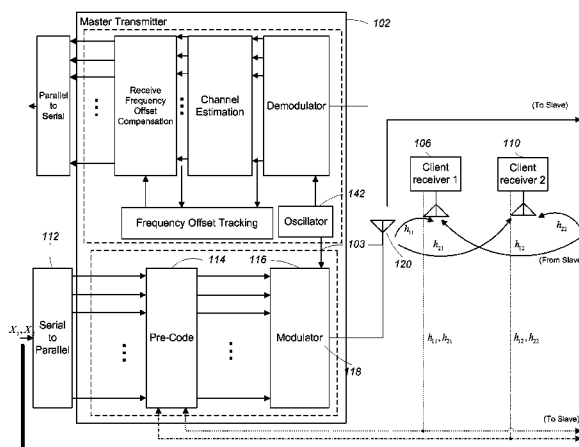 Master Transmitter
102
Parallel to Serial
Receive
Frequency
Offset
Compensation
Channel
Estimation
Demodulator
(To Slave)
106
110
Client
receiver 1
Client
receiver 2
142
Oscillator
Frequency Offset Tracking
h11
h21
h12
h22
103
120
(From Slave)
112
114
116
Serial to Parallel
Pre-Code
Modulator
118
h11, h21
h12, h22
(To Slave)